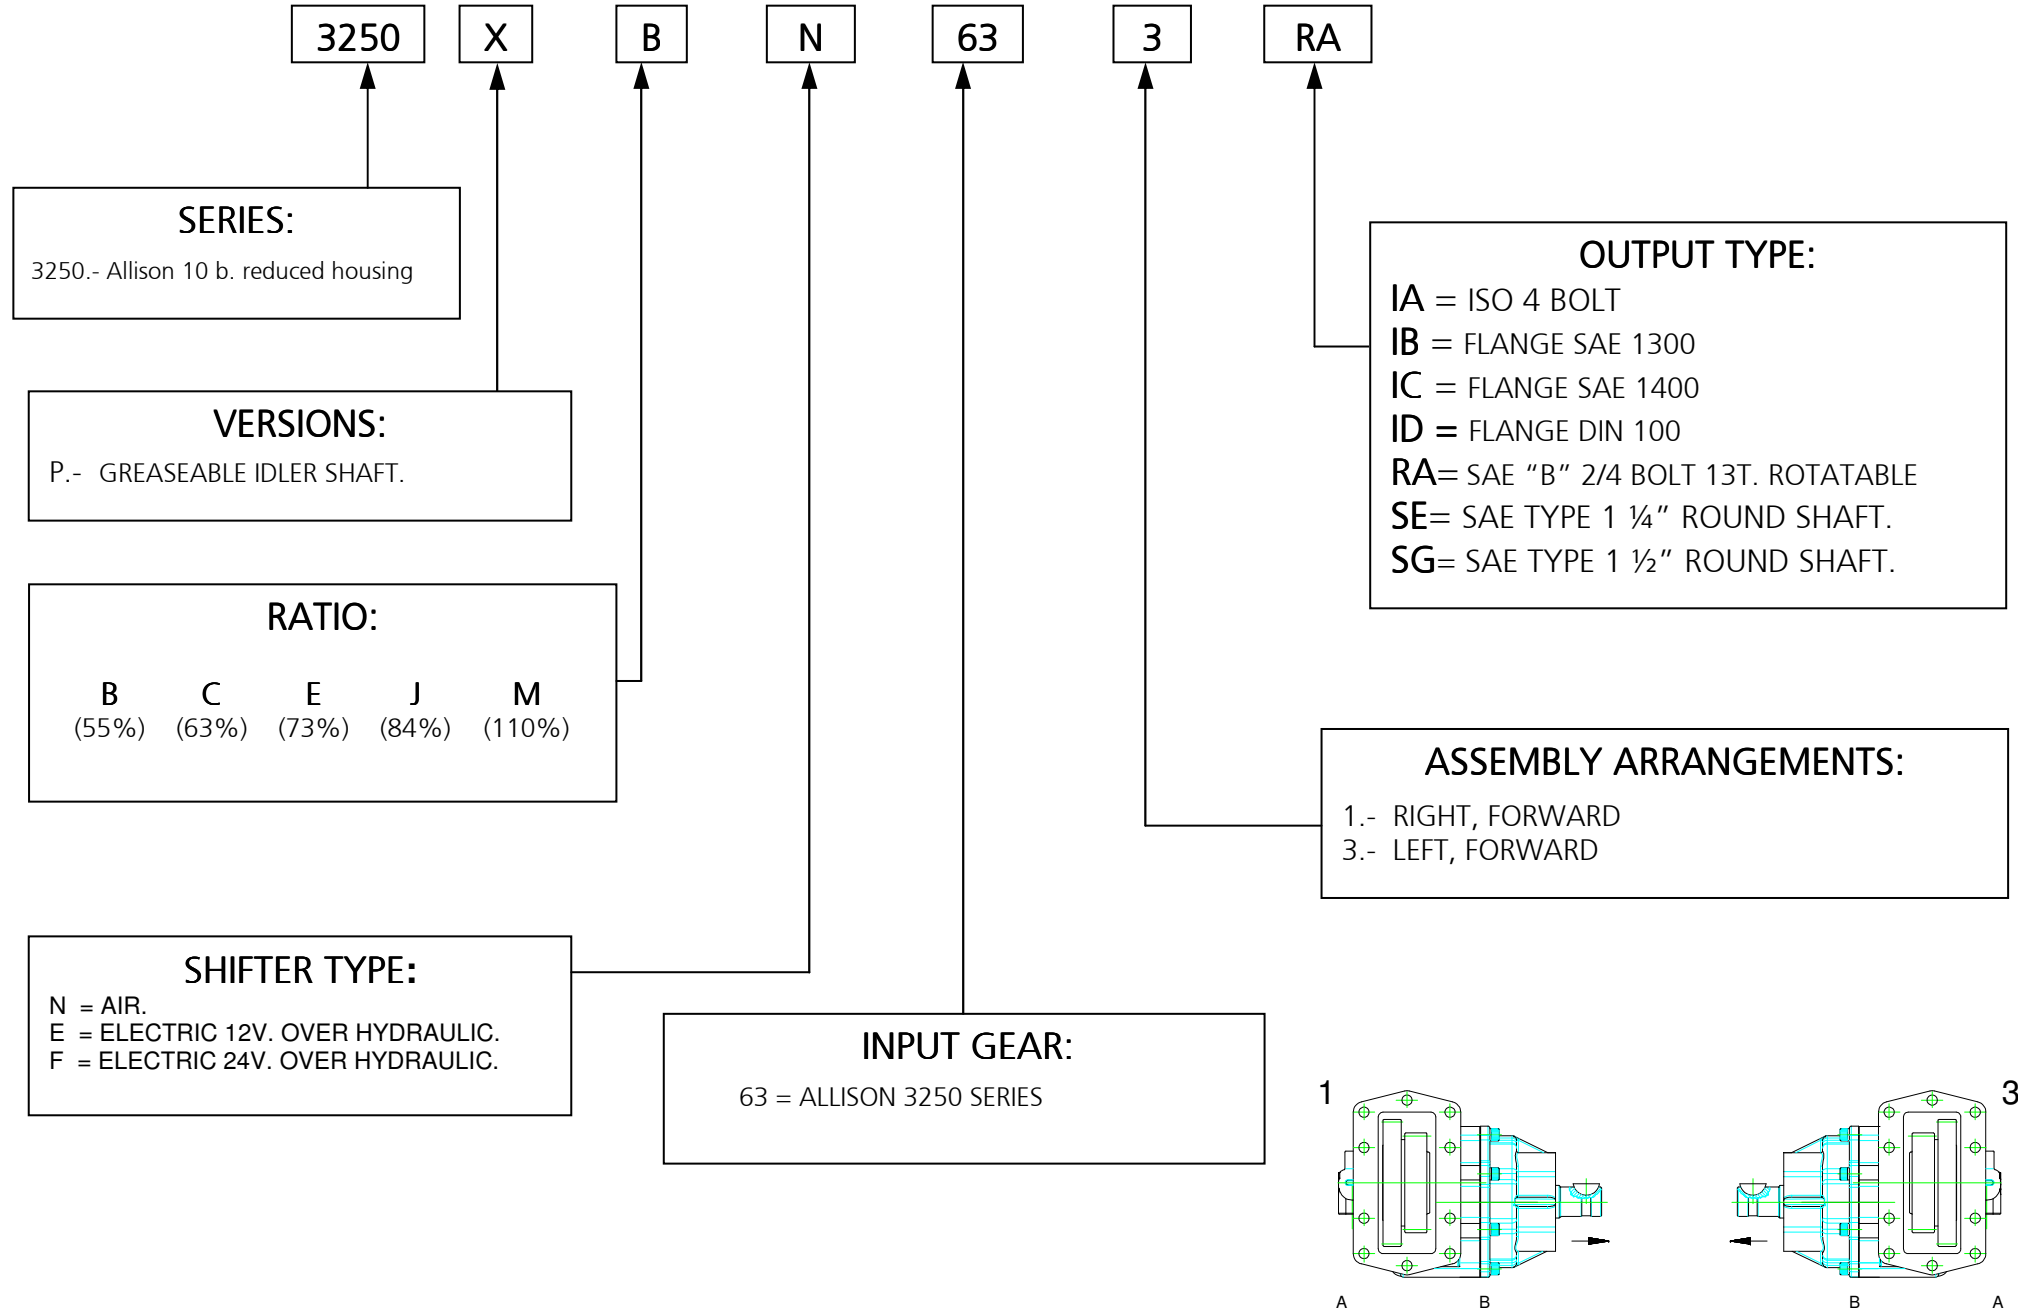 3250 X B N 63 3 RA
SERIES:
3250.- Allison 10 b. reduced housing
VERSIONS:
P.- GREASEABLE IDLER SHAFT.
RATIO:
B C E J M
(55%) (63%) (73%) (84%) (110%)
SHIFTER TYPE:
N = AIR.
E = ELECTRIC 12V. OVER HYDRAULIC.
F = ELECTRIC 24V. OVER HYDRAULIC.
INPUT GEAR:
63 = ALLISON 3250 SERIES
OUTPUT TYPE:
IA = ISO 4 BOLT
IB = FLANGE SAE 1300
IC = FLANGE SAE 1400
ID = FLANGE DIN 100
RA= SAE “B” 2/4 BOLT 13T. ROTATABLE
SE= SAE TYPE 1 ¼” ROUND SHAFT.
SG= SAE TYPE 1 ½” ROUND SHAFT.
ASSEMBLY ARRANGEMENTS:
1.- RIGHT, FORWARD
3.- LEFT, FORWARD
1 3
A B B A